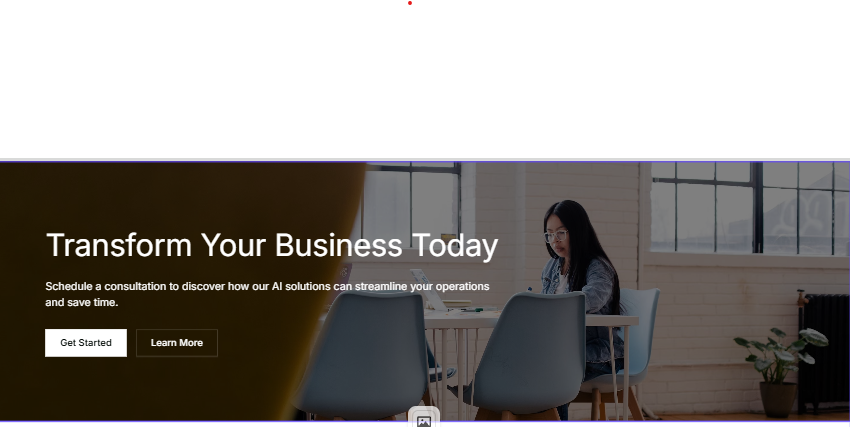 Transform Your Business Today
Schedule a consultation to discover how our AI solutions can streamline your operations
and save time.
Get Started
Learn More